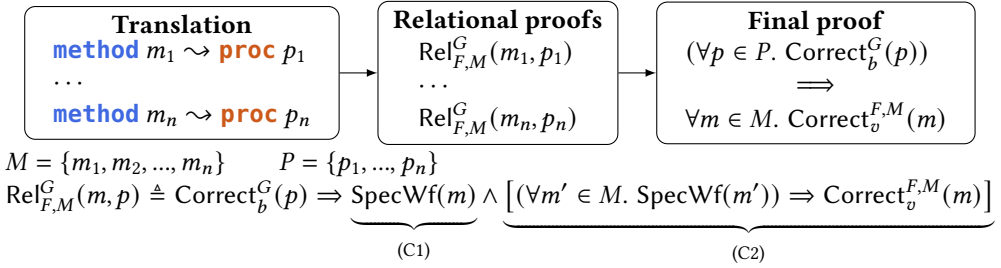 Translation
method m₁ ⤳ proc p₁
...
method mₙ ⤳ proc pₙ
Relational proofs
Rel^G_{F,M}(m₁, p₁)
...
Rel^G_{F,M}(mₙ, pₙ)
Final proof
(∀p ∈ P. Correct^G_b(p))
⟹
∀m ∈ M. Correct^{F,M}_v(m)
M = {m₁, m₂, ..., mₙ} P = {p₁, ..., pₙ}
Rel^G_{F,M}(m, p) ≜ Correct^G_b(p) ⇒ SpecWf(m) ∧ [(∀m′ ∈ M. SpecWf(m′)) ⇒ Correct^{F,M}_v(m)]
(C1) (C2)